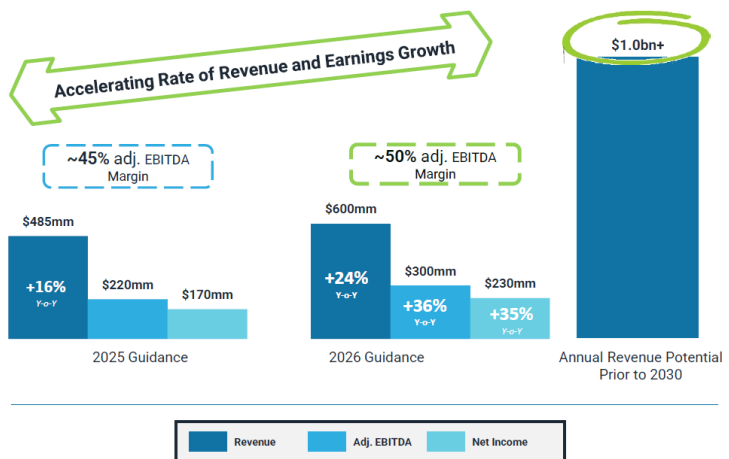 $1.0bn+
Accelerating Rate of Revenue and Earnings Growth
~45% adj. EBITDA
Margin
~50% adj. EBITDA
Margin
$485mm
+16%
Y-o-Y
$220mm
$170mm
2025 Guidance
$600mm
+24%
Y-o-Y
$300mm
+36%
Y-o-Y
$230mm
+35%
Y-o-Y
2026 Guidance
Annual Revenue Potential
Prior to 2030
Revenue
Adj. EBITDA
Net Income